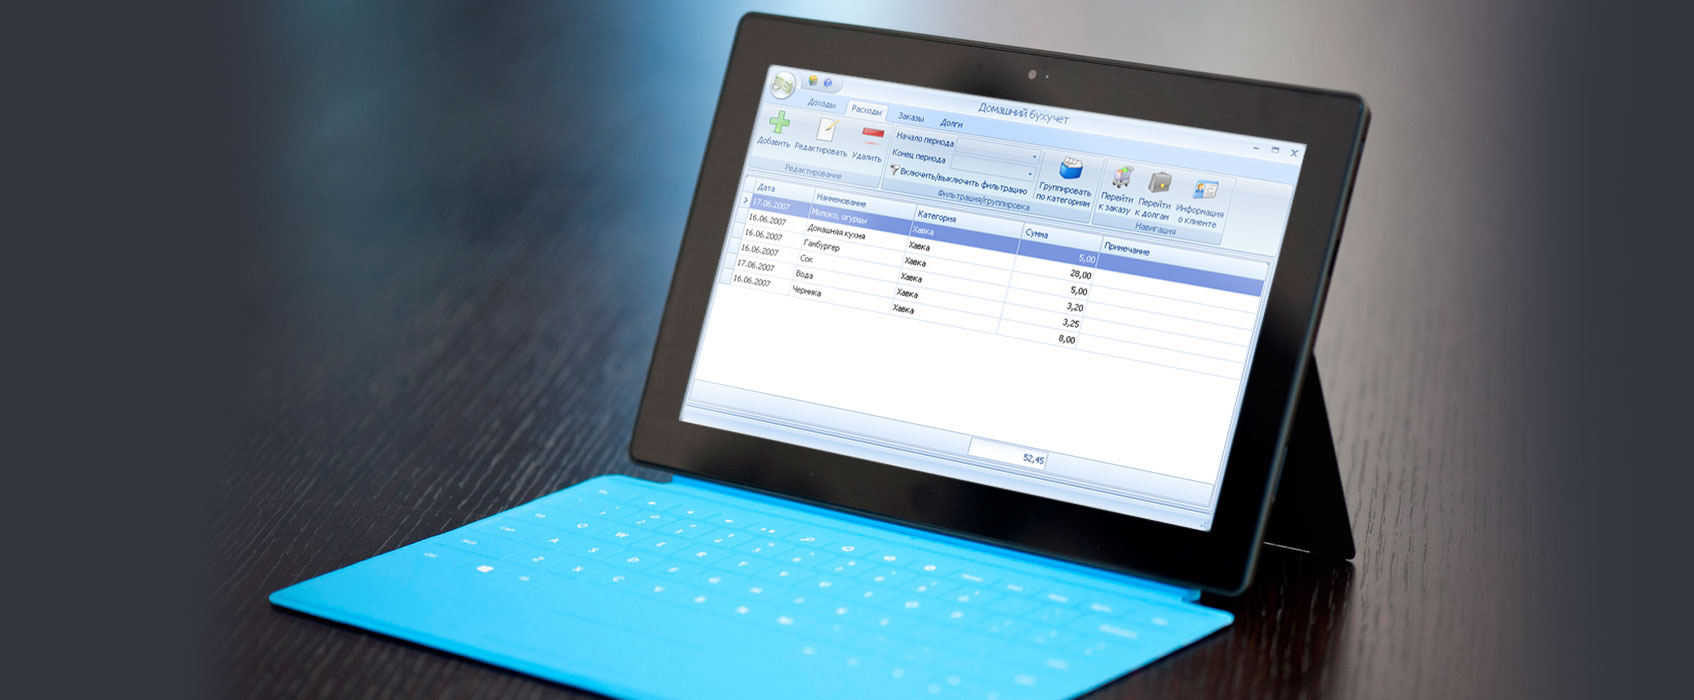 Домашний бухучет
Доходы Расходы Заказы Долги
Добавить Редактировать Удалить
Редактирование
Начало периода
Конец периода
Включить/выключить фильтрацию
Группировать по категориям
Фильтрация/группировка
Перейти к заказу
Перейти к долгам
Информация о клиенте
Навигация
Дата Наименование Категория Сумма Примечание
17.06.2007 Молоко, огурцы Хавка 5,00
16.06.2007 Домашняя кухня Хавка 28,00
16.06.2007 Гамбургер Хавка 5,00
16.06.2007 Сок Хавка 3,20
17.06.2007 Вода Хавка 3,25
16.06.2007 Черника Хавка 8,00
52,45